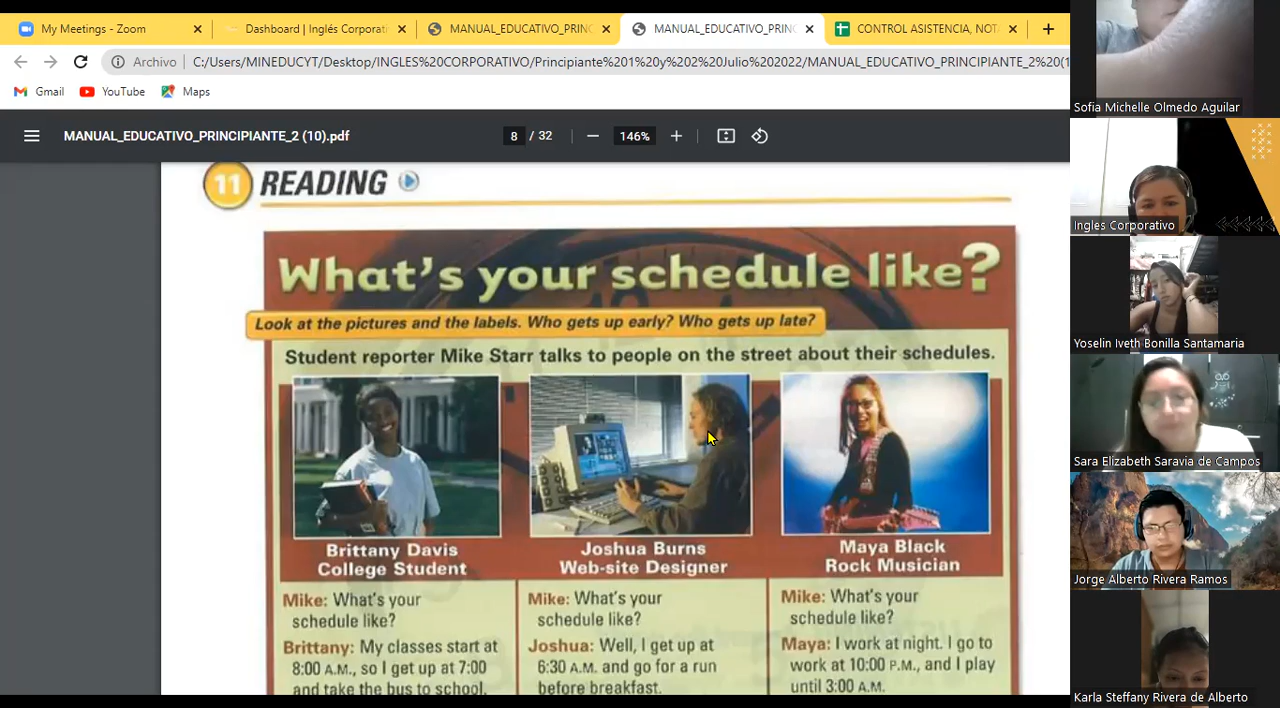 My Meetings - Zoom
Dashboard | Inglés Corporati
MANUAL_EDUCATIVO_PRINC
MANUAL_EDUCATIVO_PRINC
CONTROL ASISTENCIA, NOT
Archivo
C:/Users/MINEDUCYT/Desktop/INGLES%20CORPORATIVO/Principiante%201%20y%202%20Julio%202022/MANUAL_EDUCATIVO_PRINCIPIANTE_2%20(1
Gmail
YouTube
Maps
MANUAL_EDUCATIVO_PRINCIPIANTE_2 (10).pdf
8 / 32
146%
11 READING
What's your schedule like?
Look at the pictures and the labels. Who gets up early? Who gets up late?
Student reporter Mike Starr talks to people on the street about their schedules.
Brittany Davis
College Student
Mike: What's your
schedule like?
Brittany: My classes start at
8:00 A.M., so I get up at 7:00
and take the bus to school.
Joshua Burns
Web-site Designer
Mike: What's your
schedule like?
Joshua: Well, I get up at
6:30 A.M. and go for a run
before breakfast.
Maya Black
Rock Musician
Mike: What's your
schedule like?
Maya: I work at night. I go to
work at 10:00 P.M., and I play
until 3:00 A.M.
Sofia Michelle Olmedo Aguilar
Ingles Corporativo
Yoselin Iveth Bonilla Santamaria
Sara Elizabeth Saravia de Campos
Jorge Alberto Rivera Ramos
Karla Steffany Rivera de Alberto